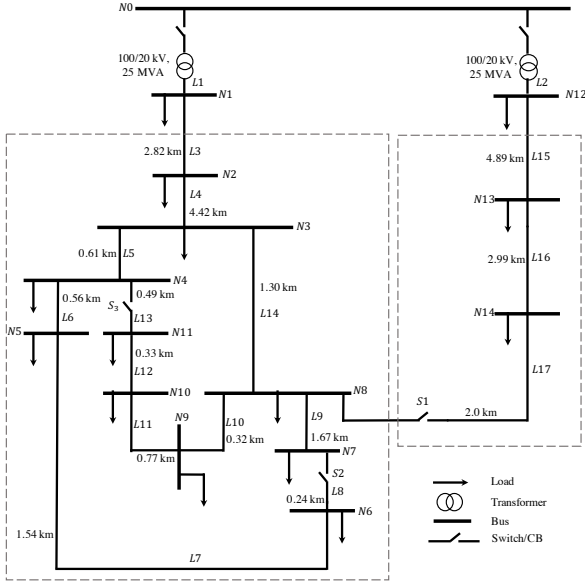 N0
100/20 kV,
25 MVA
L1
N1
100/20 kV,
25 MVA
L2
N12
2.82 km
L3
N2
L4
4.42 km
N3
4.89 km
L15
N13
0.61 km
L5
N4
1.30 km
L14
2.99 km
L16
0.56 km
L6
N5
0.49 km
S3
L13
N11
0.33 km
L12
N10
N14
L17
L11
N9
0.77 km
L10
0.32 km
N8
L9
1.67 km
N7
S1
2.0 km
S2
L8
0.24 km
N6
1.54 km
L7
Load
Transformer
Bus
Switch/CB